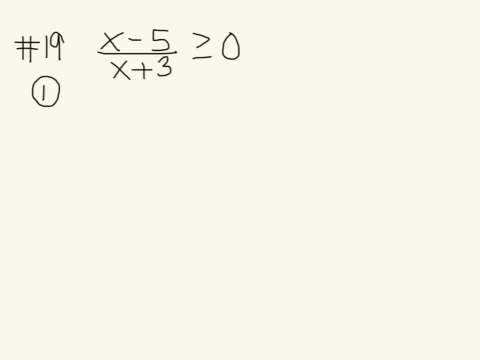 #19 x-5/x+3 ≥ 0
①